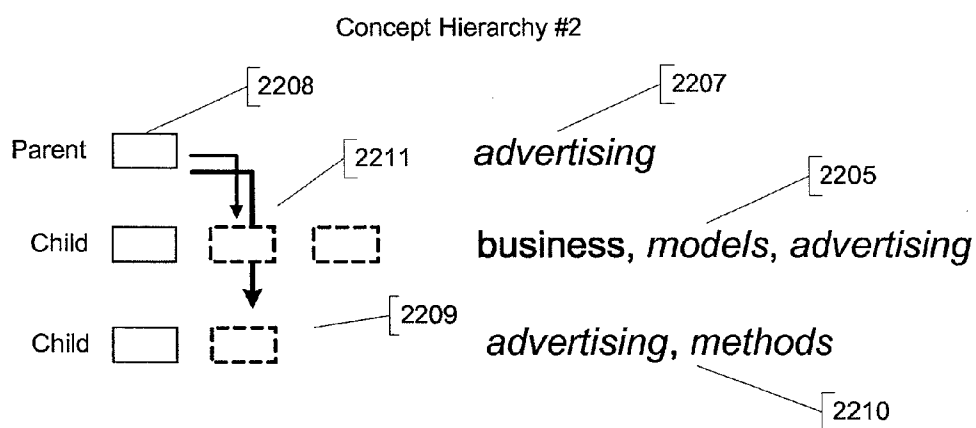 Concept Hierarchy #2
2208
2207
Parent
2211
advertising
2205
Child
business, models, advertising
2209
Child
advertising, methods
2210